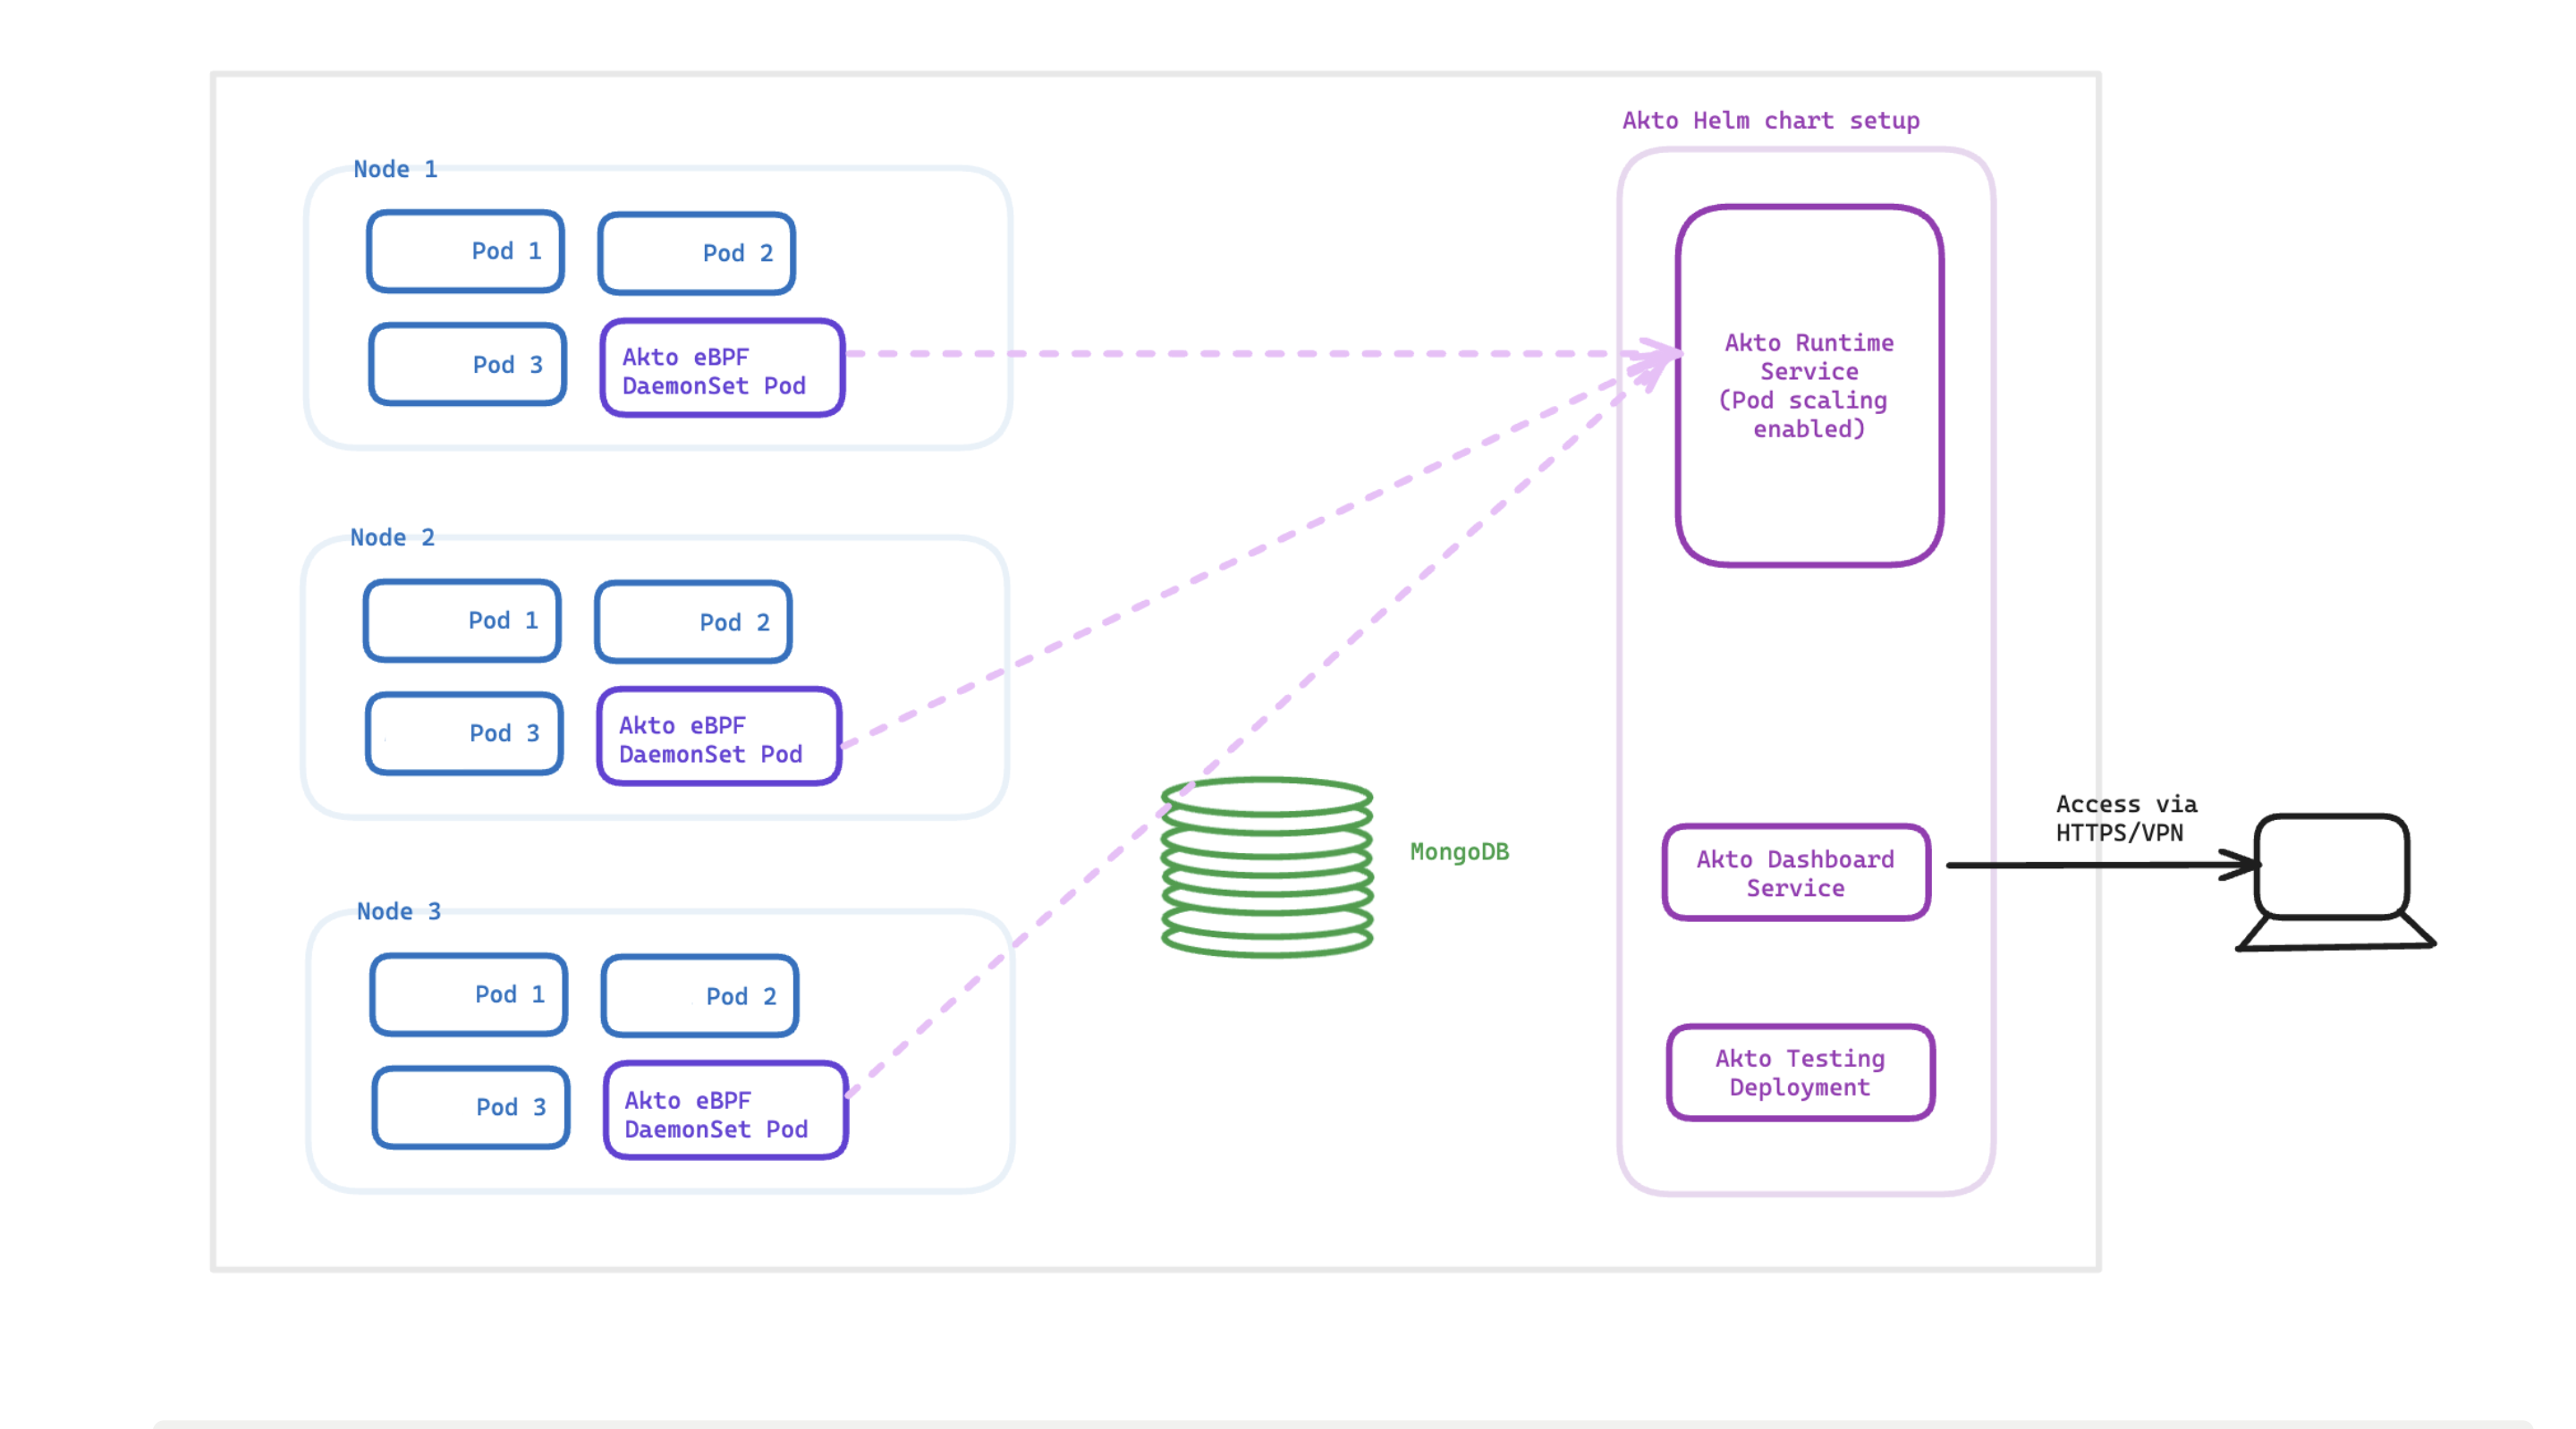 Akto Helm chart setup
Node 1
Pod 1
Pod 2
Pod 3
Akto eBPF
DaemonSet Pod
Akto Runtime
Service
(Pod scaling
enabled)
Node 2
Pod 1
Pod 2
Pod 3
Akto eBPF
DaemonSet Pod
MongoDB
Akto Dashboard
Service
Access via
HTTPS/VPN
Node 3
Pod 1
Pod 2
Pod 3
Akto eBPF
DaemonSet Pod
Akto Testing
Deployment